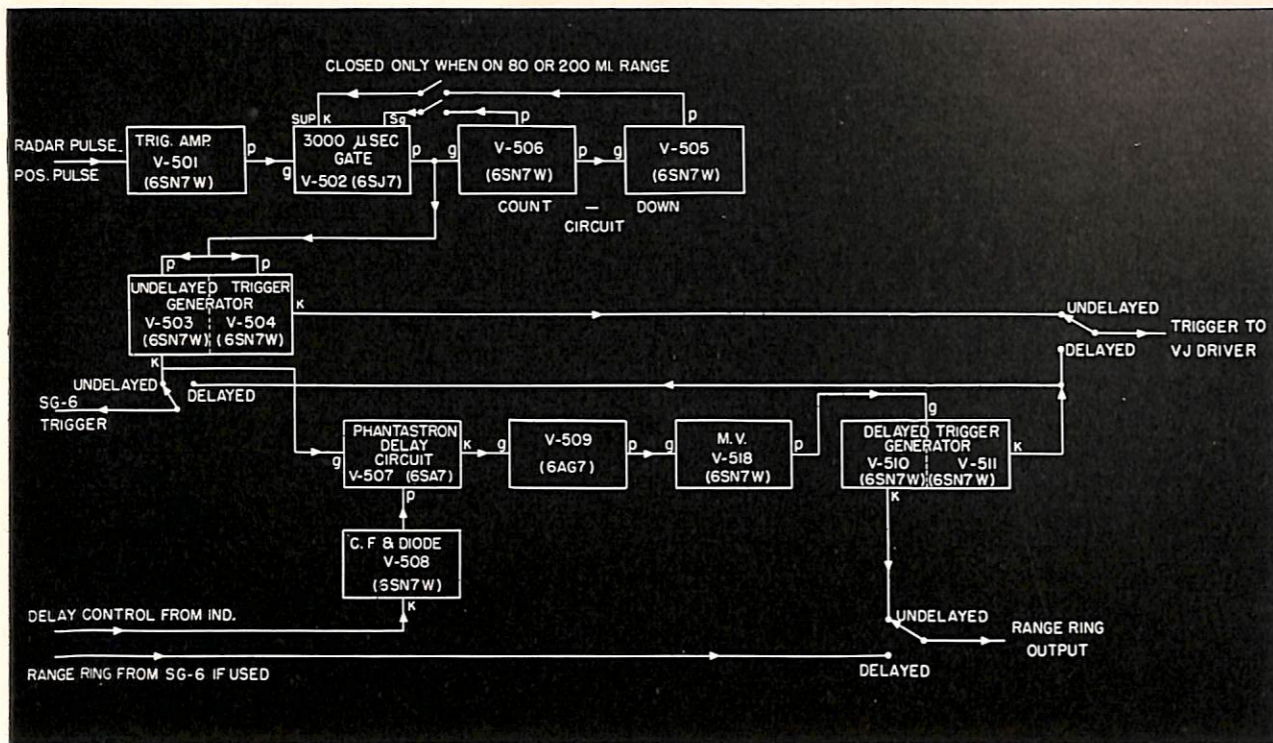 CLOSED ONLY WHEN ON 80 OR 200 MI. RANGE
SUP K
Sg
p
p
RADAR PULSE
POS. PULSE
TRIG. AMP.
V-501
(6SN7W)
p
g
3000 μSEC
GATE
V-502 (6SJ7)
p
g
V-506
(6SN7W)
p
g
V-505
(6SN7W)
COUNT — DOWN
CIRCUIT
p
p
UNDELAYED TRIGGER
GENERATOR
V-503 V-504
(6SN7W) (6SN7W)
K
K
UNDELAYED
TRIGGER TO
VJ DRIVER
DELAYED
UNDELAYED
DELAYED
SG-6
TRIGGER
PHANTASTRON
DELAY
CIRCUIT
V-507 (6SA7)
g
K
p
g
V-509
(6AG7)
p
g
M.V.
V-518
(6SN7W)
p
g
DELAYED TRIGGER
GENERATOR
V-510 V-511
(6SN7W) (6SN7W)
K
K
C.F & DIODE
V-508
(6SN7W)
K
DELAY CONTROL FROM IND.
RANGE RING FROM SG-6 IF USED
UNDELAYED
DELAYED
RANGE RING
OUTPUT